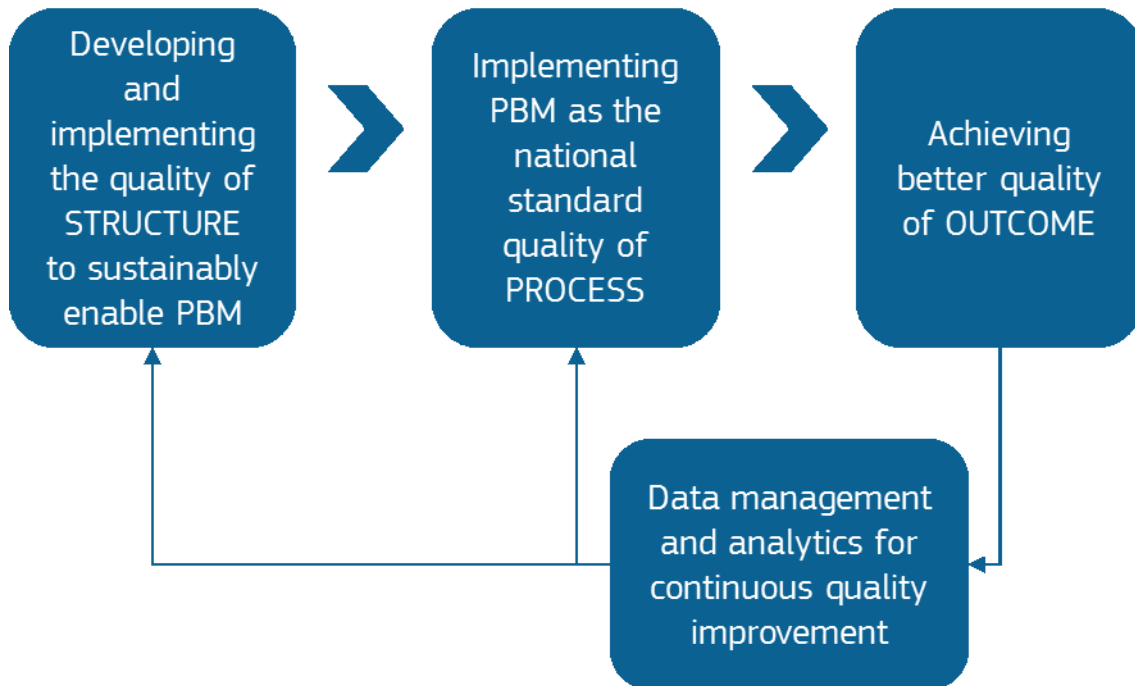 Developing
and
implementing
the quality of
STRUCTURE
to sustainably
enable PBM
Implementing
PBM as the
national
standard
quality of
PROCESS
Achieving
better quality
of OUTCOME
Data management
and analytics for
continuous quality
improvement